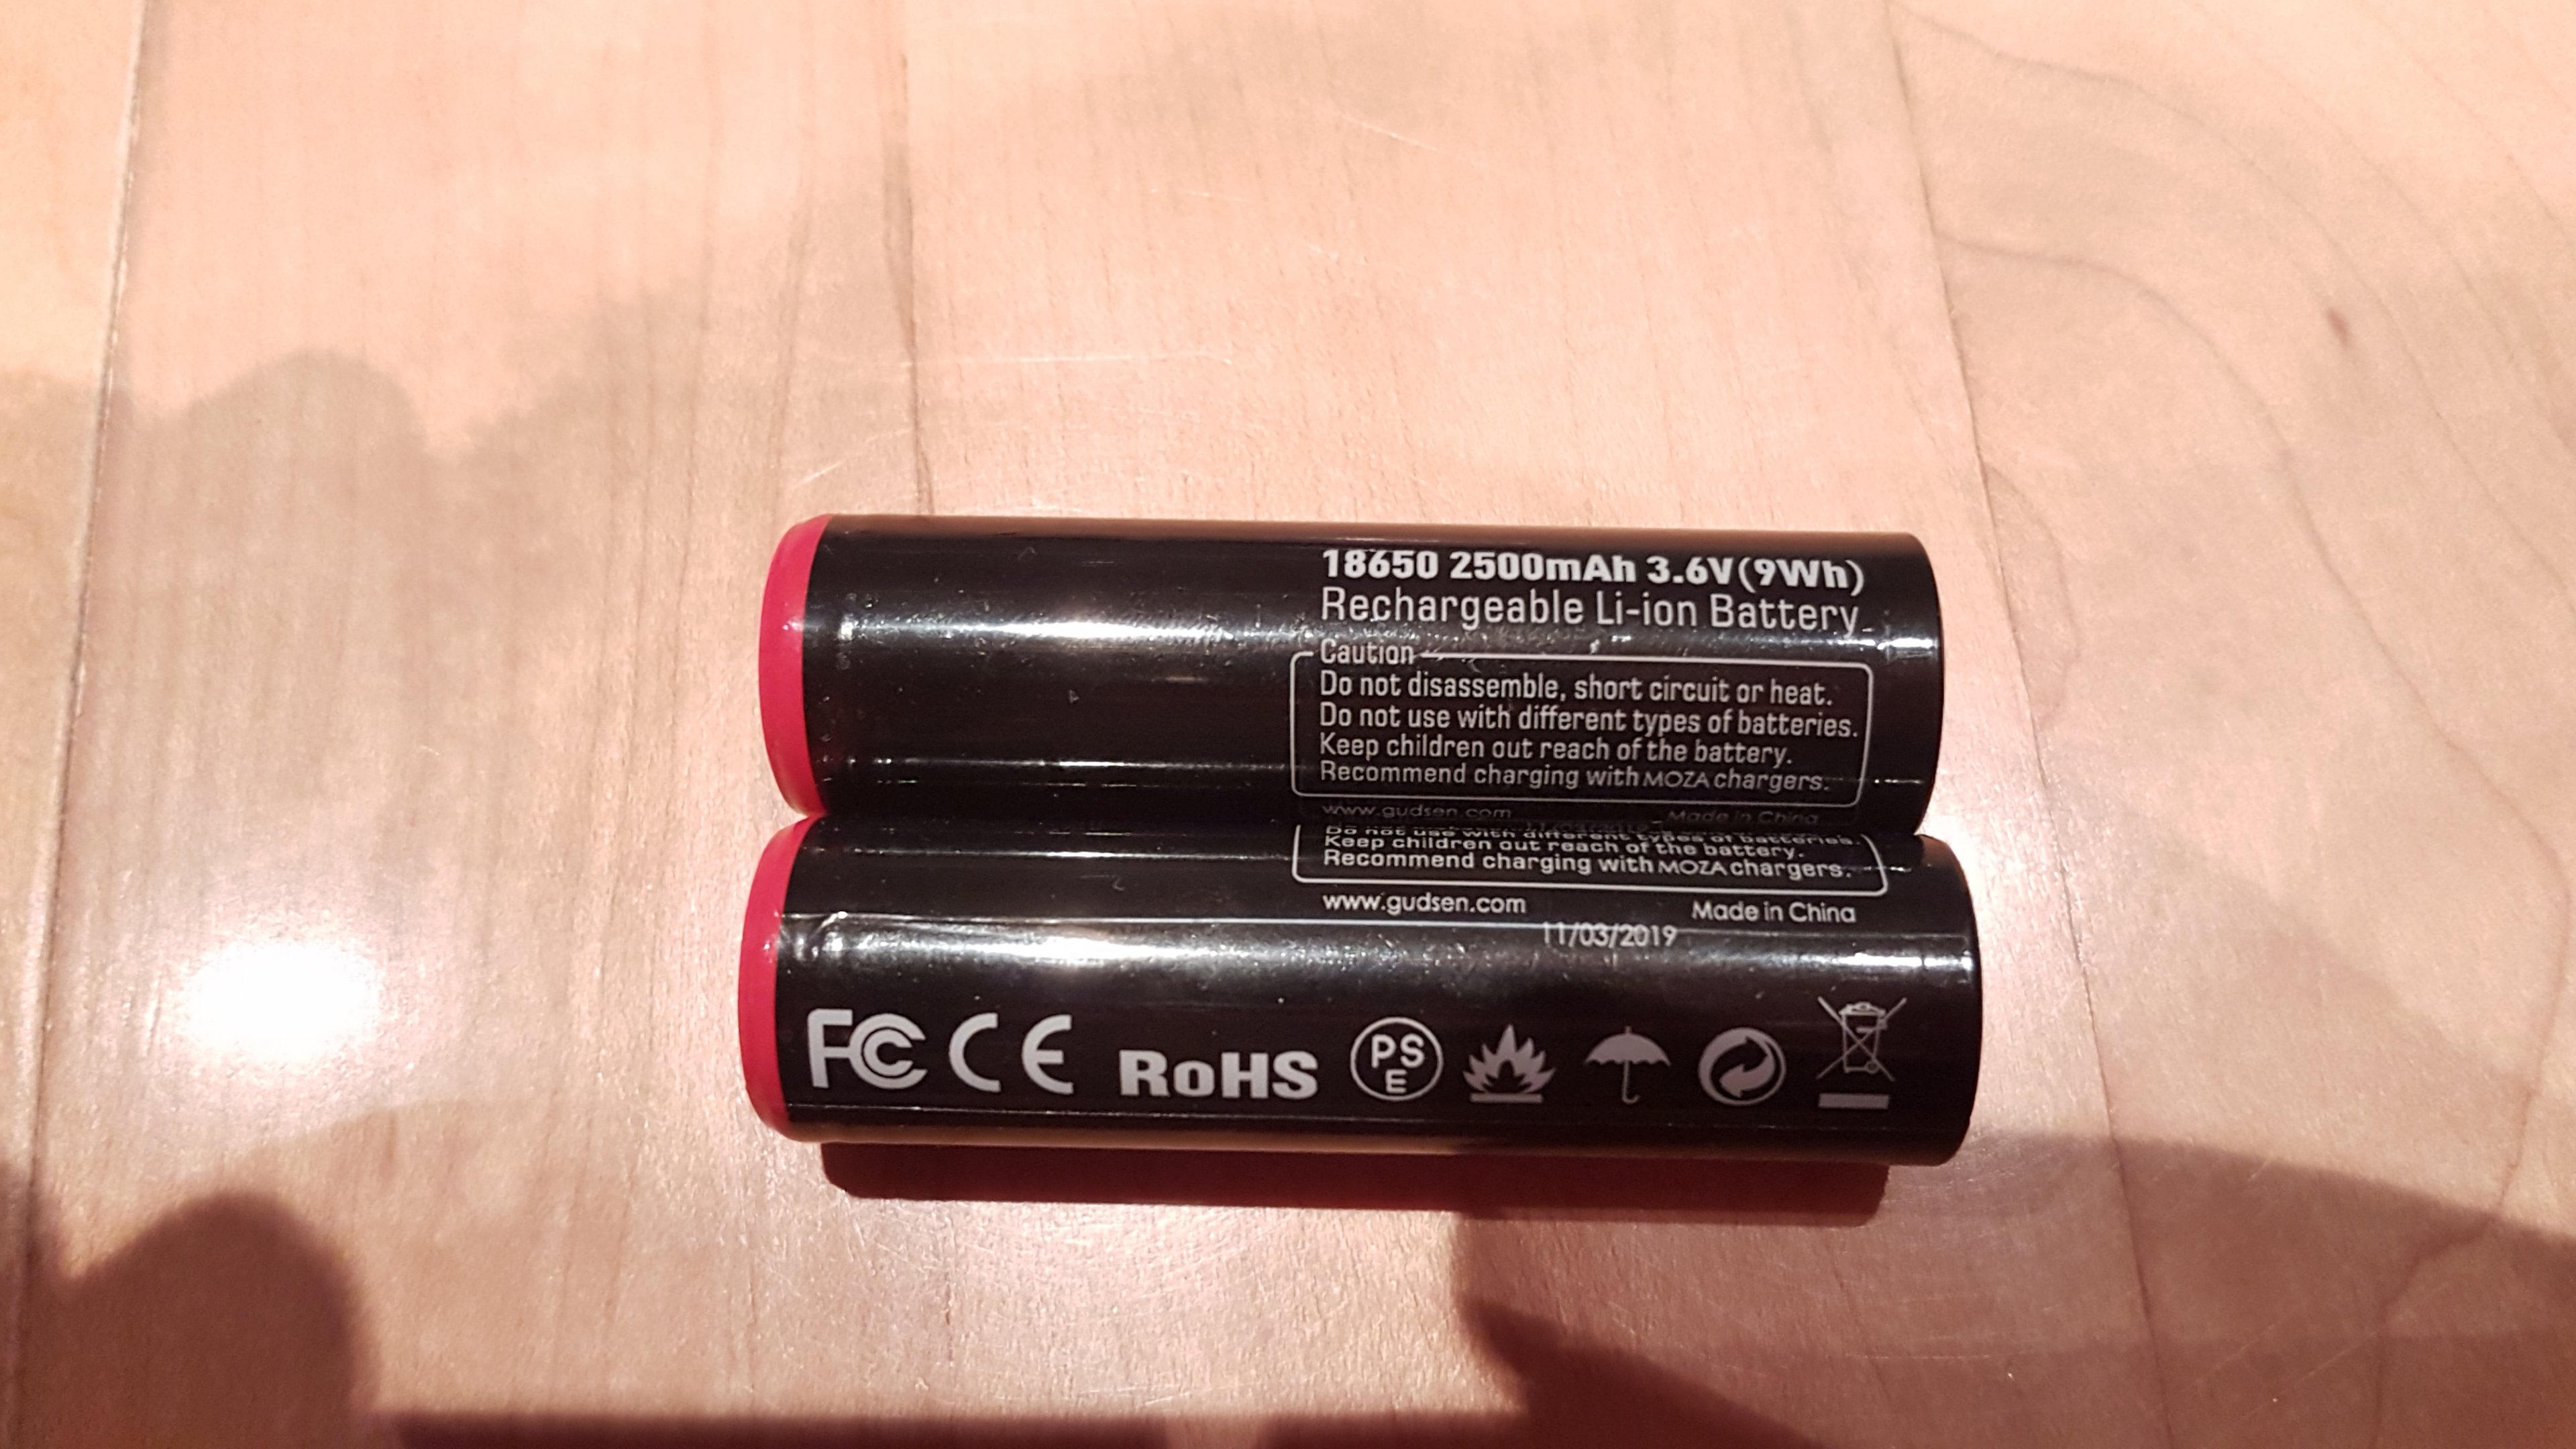 18650 2500mAh 3.6V(9Wh)
Rechargeable Li-ion Battery
Caution
Do not disassemble, short circuit or heat.
Do not use with different types of batteries.
Keep children out reach of the battery.
Recommend charging with MOZA chargers.
www.gudsen.com Made in China
Do not use with different types of batteries.
Keep children out reach of the battery.
Recommend charging with MOZA chargers.
www.gudsen.com Made in China
11/03/2019
FC CE RoHS PS
E